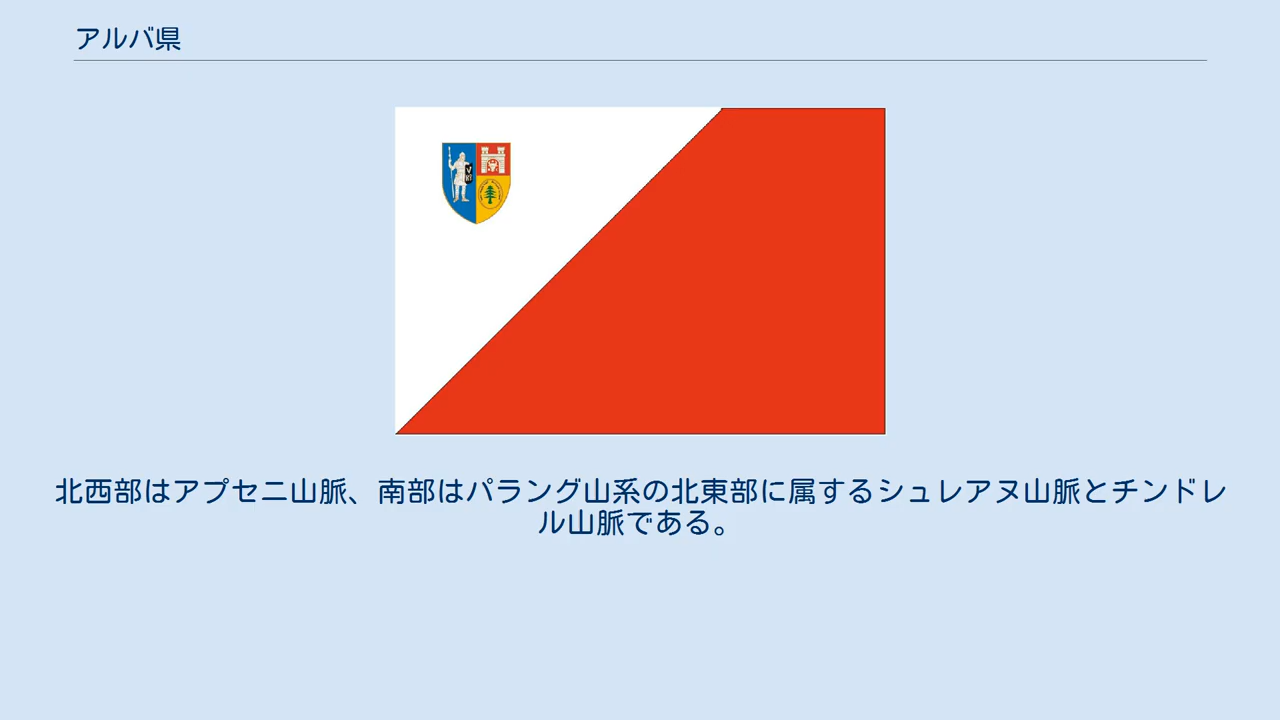 アルバ県
北西部はアプセニ山脈、南部はパラング山系の北東部に属するシュレアヌ山脈とチンドレ
ル山脈である。